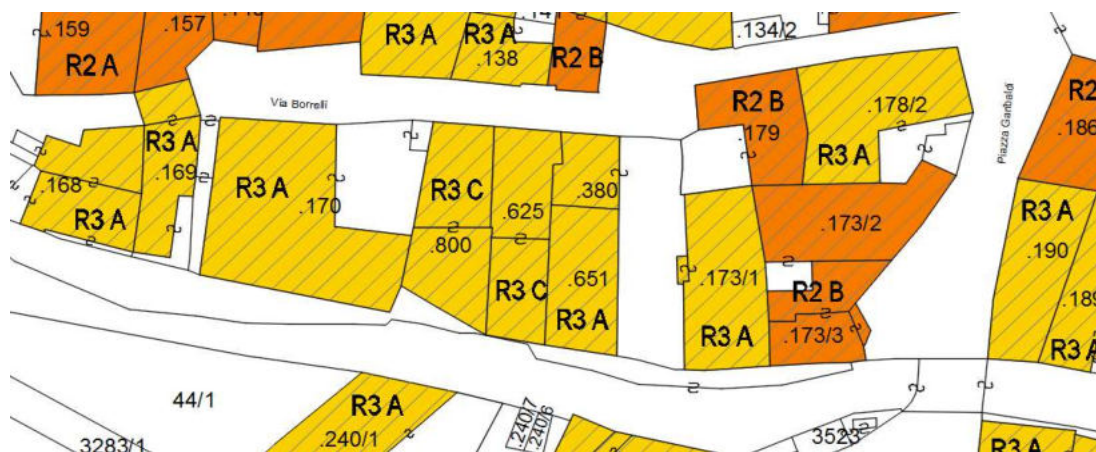 .159
.157
R2 A
R3 A
R3 A
.138
R2 B
.134/2
Via Borrelli
R2 B
.179
.178/2
R3 A
Piazza Garibaldi
.186
R3 A
.169
.168
R3 A
R3 A
.170
R3 C
.800
.625
R3 C
.380
.651
R3 A
.173/2
.173/1
R2 B
R3 A
.173/3
R3 A
.190
.189
R3 A
44/1
3283/1
R3 A
.240/1
.240/7
.240/6
3523
R3 A